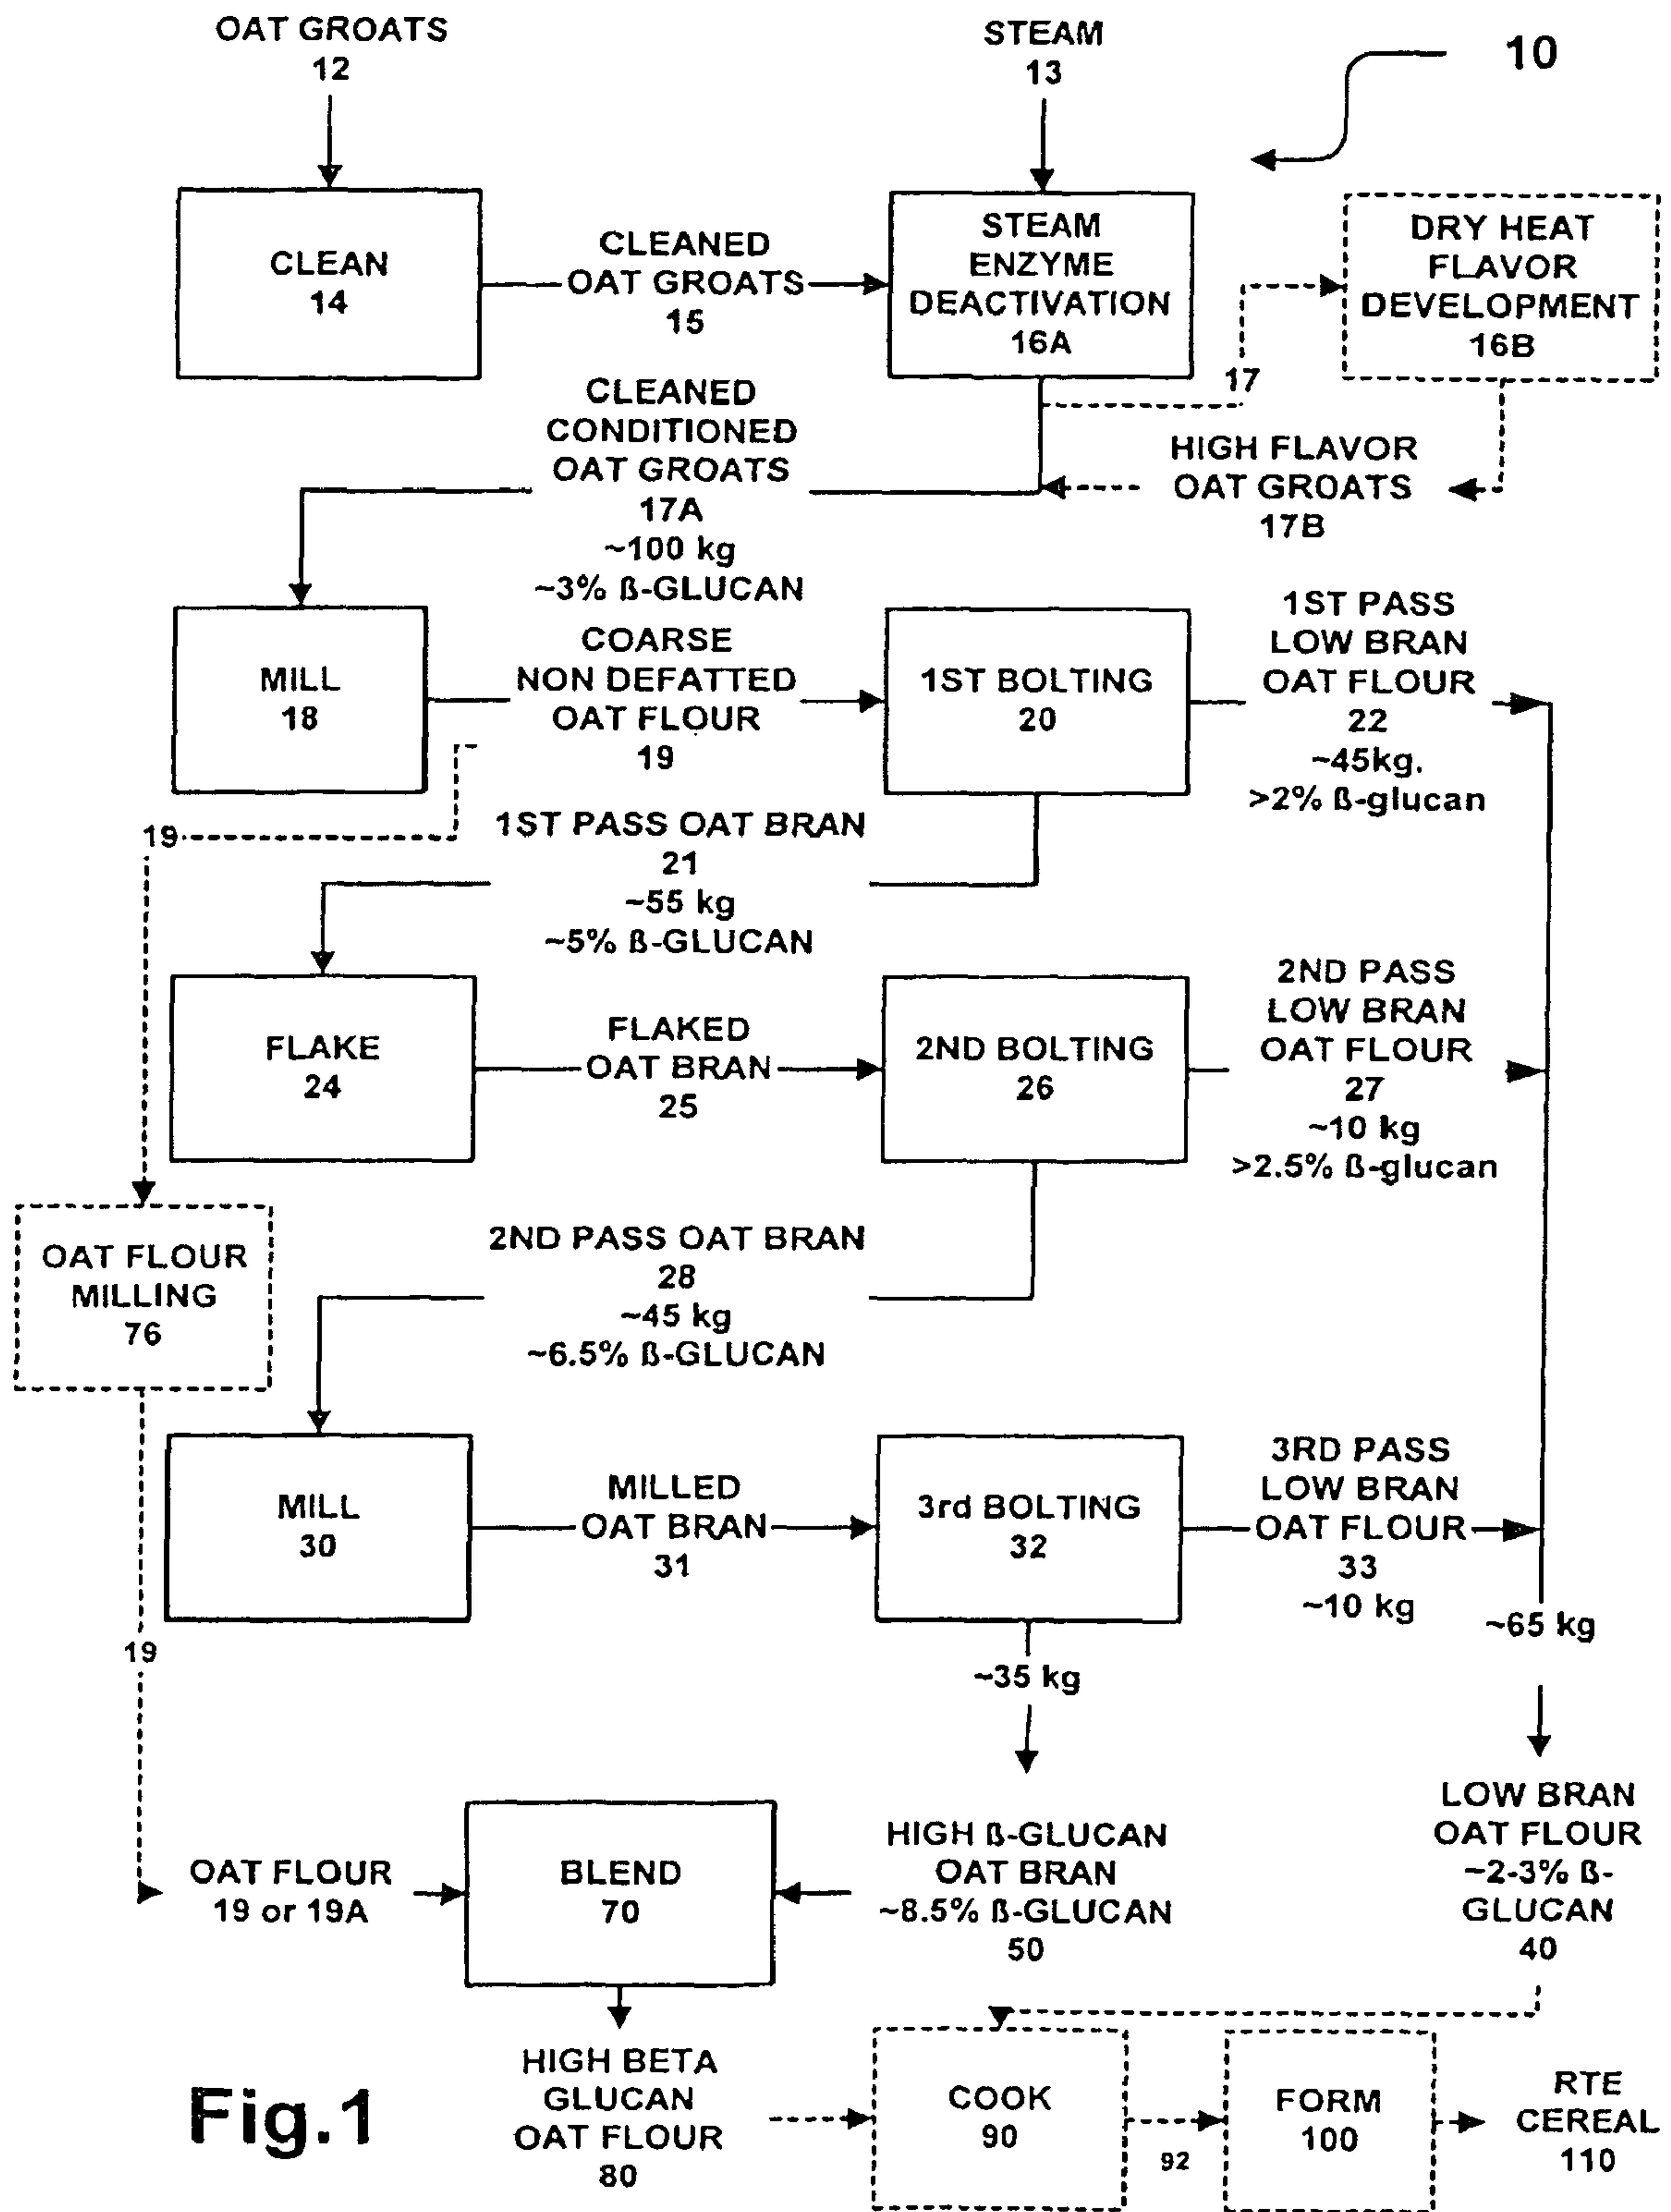 OAT GROATS
12
STEAM
13
10
CLEAN
14
CLEANED
OAT GROATS
15
STEAM
ENZYME
DEACTIVATION
16A
DRY HEAT
FLAVOR
DEVELOPMENT
16B
17
CLEANED
CONDITIONED
OAT GROATS
17A
~100 kg
~3% ß-GLUCAN
HIGH FLAVOR
OAT GROATS
17B
MILL
18
COARSE
NON DEFATTED
OAT FLOUR
19
1ST BOLTING
20
1ST PASS
LOW BRAN
OAT FLOUR
22
~45kg.
>2% ß-glucan
19
1ST PASS OAT BRAN
21
~55 kg
~5% ß-GLUCAN
FLAKE
24
FLAKED
OAT BRAN
25
2ND BOLTING
26
2ND PASS
LOW BRAN
OAT FLOUR
27
~10 kg
>2.5% ß-glucan
OAT FLOUR
MILLING
76
2ND PASS OAT BRAN
28
~45 kg
~6.5% ß-GLUCAN
MILL
30
MILLED
OAT BRAN
31
3rd BOLTING
32
3RD PASS
LOW BRAN
OAT FLOUR
33
~10 kg
~65 kg
19
~35 kg
OAT FLOUR
19 or 19A
BLEND
70
HIGH ß-GLUCAN
OAT BRAN
~8.5% ß-GLUCAN
50
LOW BRAN
OAT FLOUR
~2-3% ß-
GLUCAN
40
Fig.1
HIGH BETA
GLUCAN
OAT FLOUR
80
COOK
90
92
FORM
100
RTE
CEREAL
110